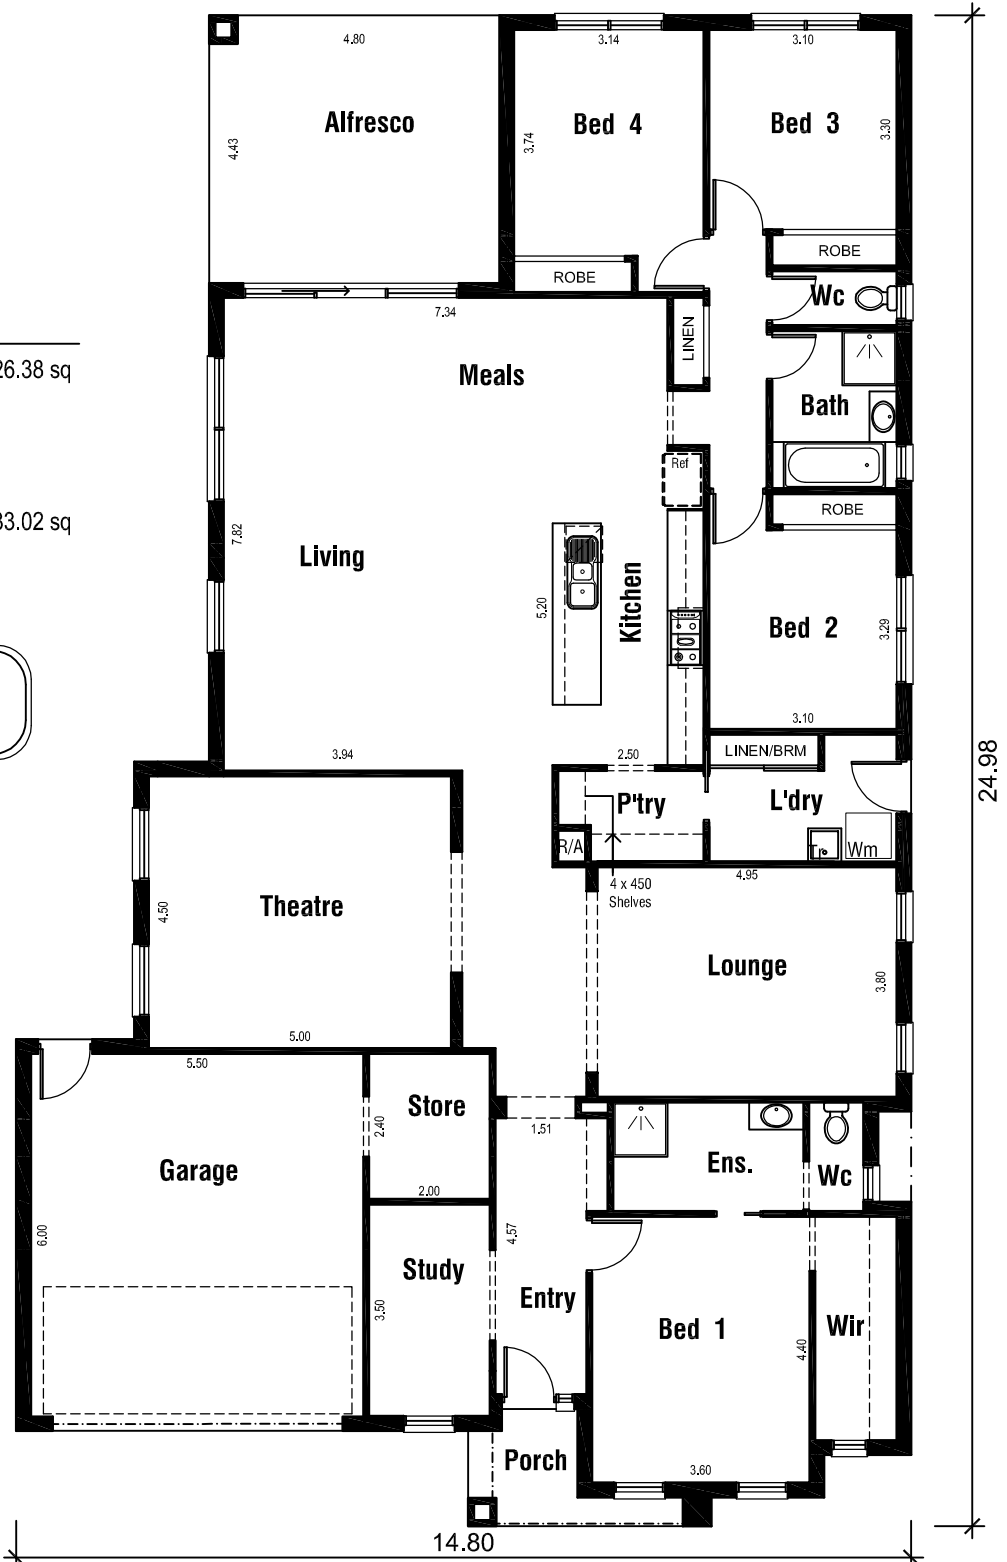 4.80
3.14
3.10
Alfresco
Bed 4
Bed 3
4.43
3.74
3.30
ROBE
ROBE
Wc
7.34
LINEN
26.38 sq
Meals
Bath
Ref
ROBE
33.02 sq
7.82
Living
5.20
Kitchen
Bed 2
3.29
3.10
3.94
2.50
LINEN/BRM
24.98
P'try
L'dry
R/A
Tr
Wm
4 x 450
Shelves
4.95
Theatre
4.50
Lounge
3.80
5.00
5.50
Store
2.40
1.51
Garage
Ens.
Wc
2.00
6.00
4.57
Study
3.50
Entry
Bed 1
4.40
Wir
Porch
3.60
14.80